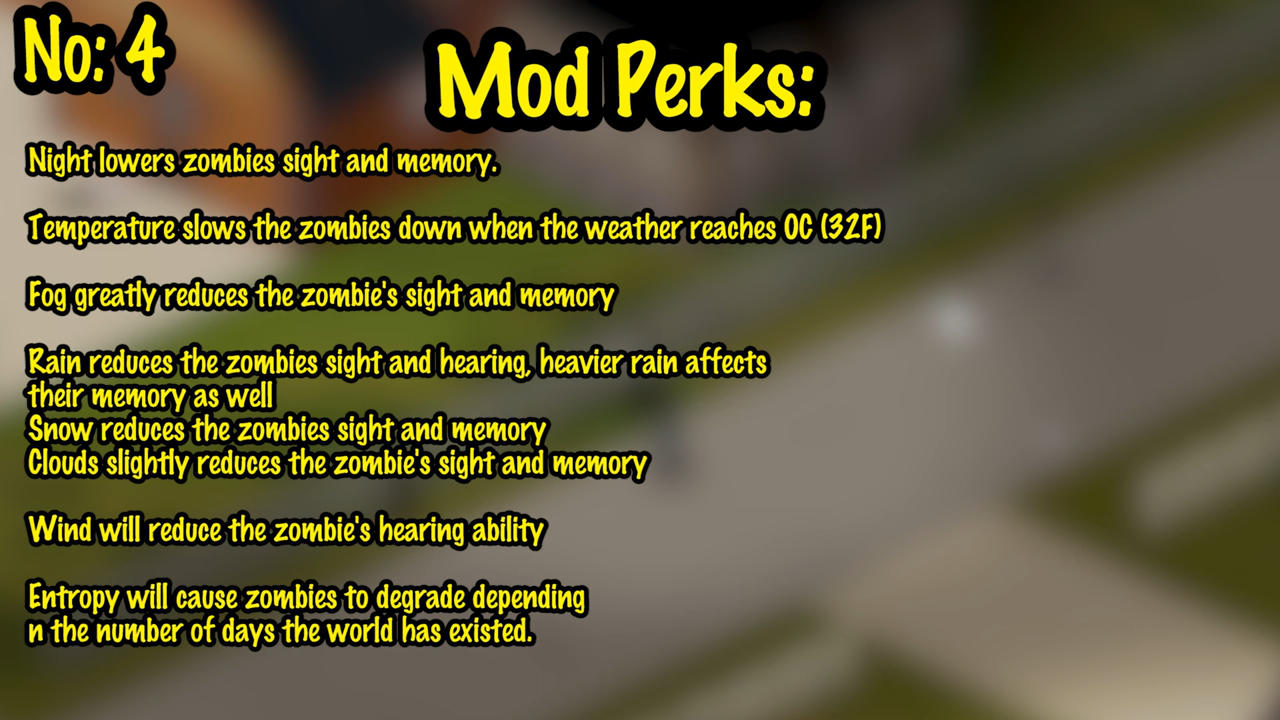 No: 4
Mod Perks:
Night lowers zombies sight and memory.
Temperature slows the zombies down when the weather reaches 0C (32F)
Fog greatly reduces the zombie's sight and memory
Rain reduces the zombies sight and hearing, heavier rain affects
their memory as well
Snow reduces the zombies sight and memory
Clouds slightly reduces the zombie's sight and memory
Wind will reduce the zombie's hearing ability
Entropy will cause zombies to degrade depending
n the number of days the world has existed.